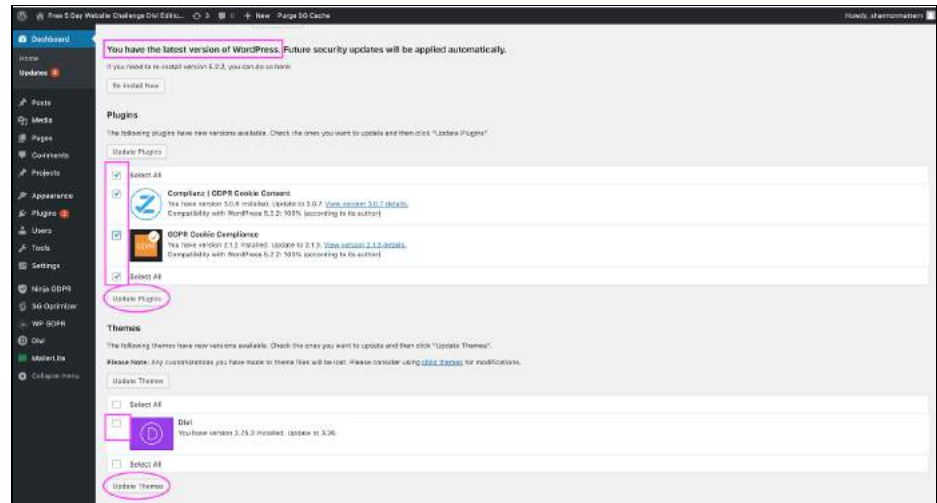 Free 5 Day Website Challenge Divi Editi...
3
+ New
Purge SG Cache
Howdy, shannonmattern
Dashboard
Home
Updates
Posts
Media
Pages
Comments
Projects
Appearance
Plugins
Users
Tools
Settings
Ninja GDPR
SG Optimizer
WP GDPR
Divi
MailerLite
Collapse menu
You have the latest version of WordPress. Future security updates will be applied automatically.
If you need to re-install version 5.2.2, you can do so here:
Re-install Now
Plugins
The following plugins have new versions available. Check the ones you want to update and then click "Update Plugins".
Update Plugins
Select All
Complianz | GDPR Cookie Consent
You have version 3.0.6 installed. Update to 3.0.7. View version 3.0.7 details.
Compatibility with WordPress 5.2.2: 100% (according to its author)
GDPR Cookie Compliance
You have version 2.1.2 installed. Update to 2.1.5. View version 2.1.5 details.
Compatibility with WordPress 5.2.2: 100% (according to its author)
Select All
Update Plugins
Themes
The following themes have new versions available. Check the ones you want to update and then click "Update Themes".
Please Note: Any customizations you have made to theme files will be lost. Please consider using child themes for modifications.
Update Themes
Select All
Divi
You have version 3.25.3 installed. Update to 3.26.
Select All
Update Themes